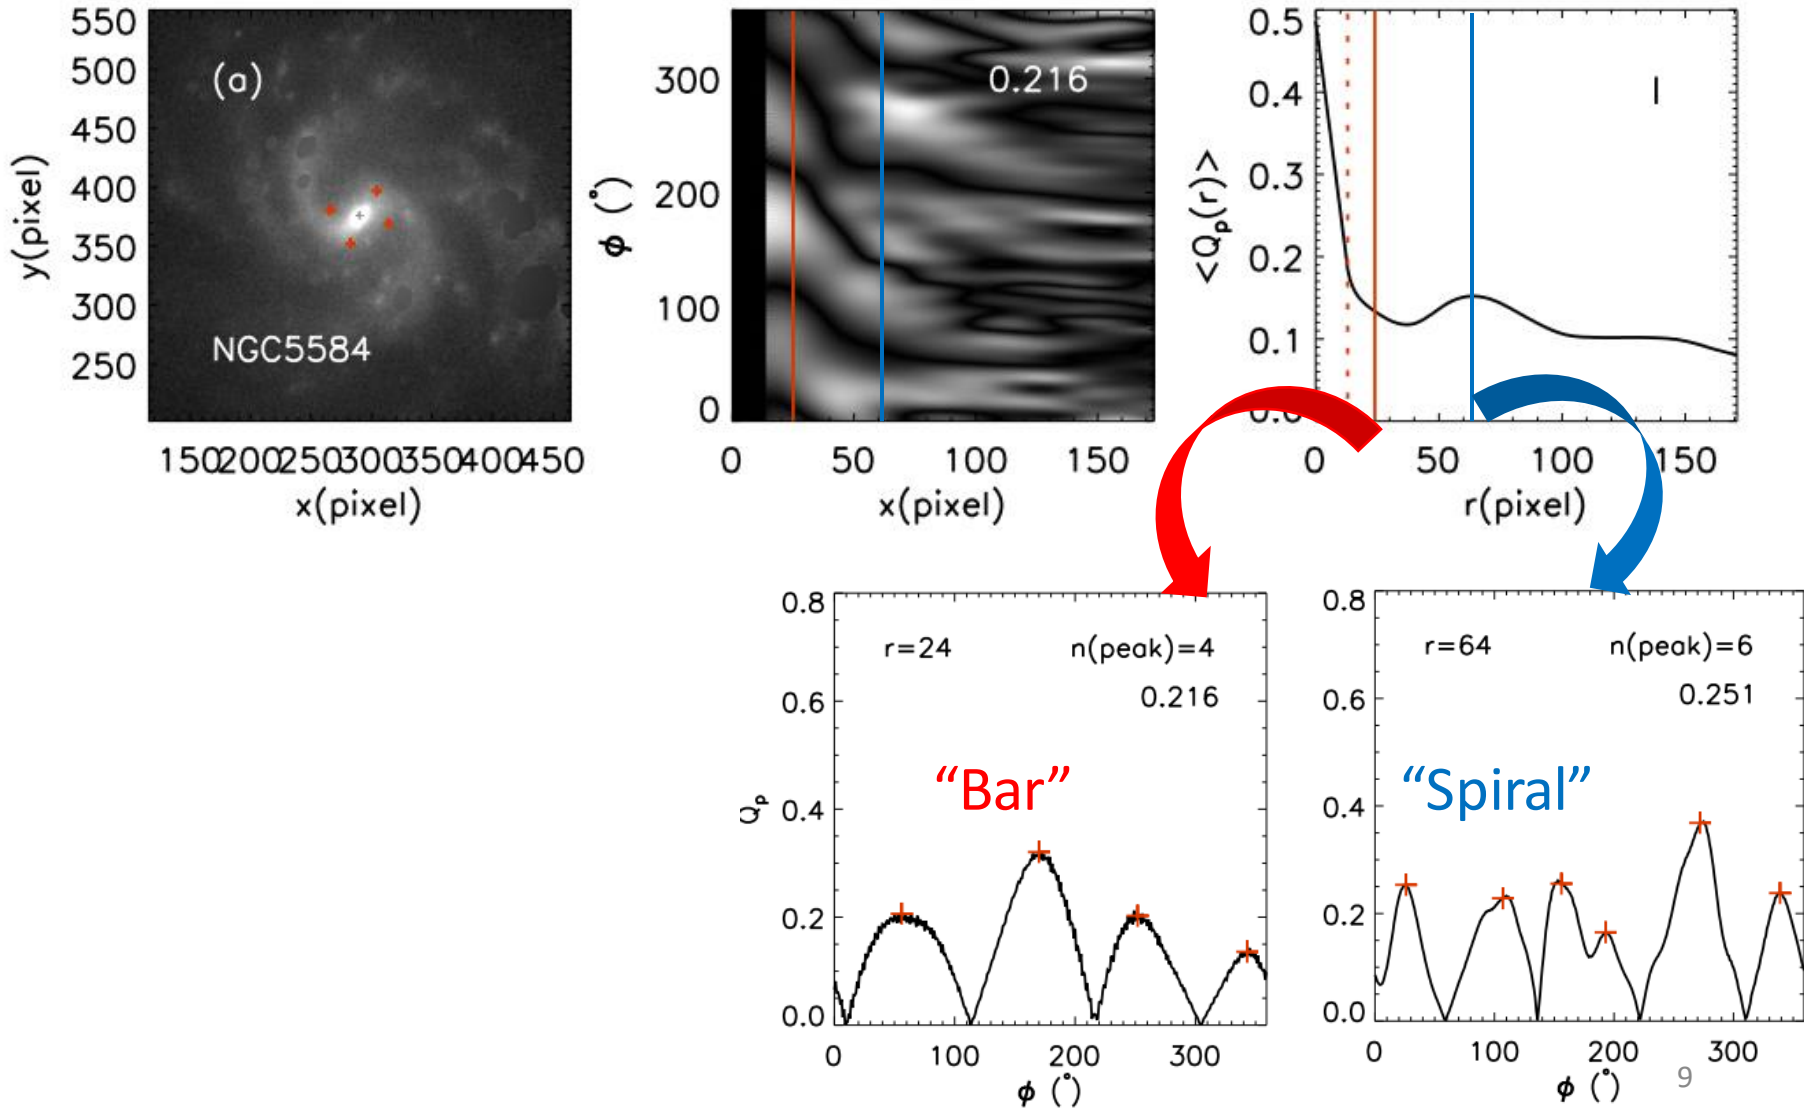 550
500
450
400
350
300
250
y(pixel)
(a)
NGC5584
150200250300350400450
x(pixel)
300
200
100
0
ϕ (°)
0.216
0 50 100 150
x(pixel)
0.5
0.4
0.3
0.2
0.1
0.0
<Qp(r)>
I
0 50 100 150
r(pixel)
0.8
0.6
0.4
0.2
0.0
Qp
r=24 n(peak)=4
0.216
“Bar”
0 100 200 300
ϕ (°)
0.8
0.6
0.4
0.2
0.0
r=64 n(peak)=6
0.251
“Spiral”
0 100 200 300
ϕ (°)
9